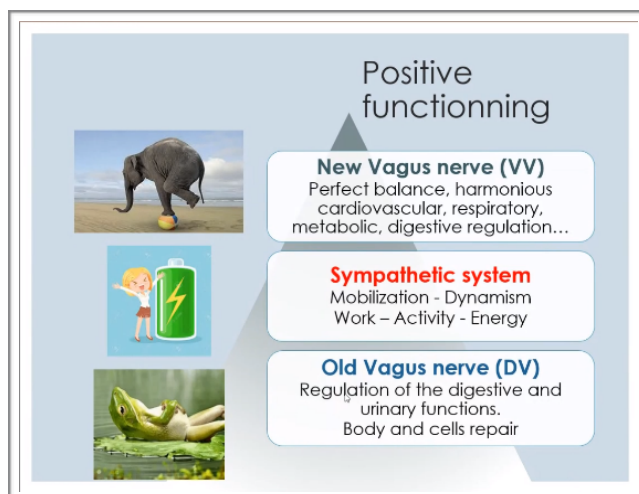 Positive
functionning
New Vagus nerve (VV)
Perfect balance, harmonious
cardiovascular, respiratory,
metabolic, digestive regulation…
Sympathetic system
Mobilization - Dynamism
Work – Activity - Energy
Old Vagus nerve (DV)
Regulation of the digestive and
urinary functions.
Body and cells repair